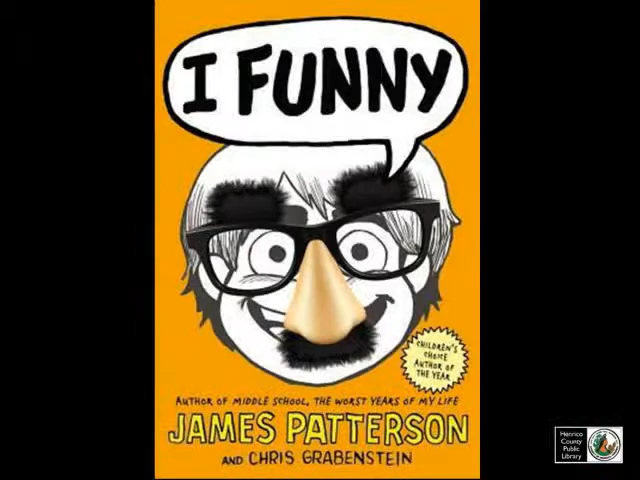 I FUNNY
CHILDREN'S
CHOICE
AUTHOR OF
THE YEAR
AUTHOR OF MIDDLE SCHOOL, THE WORST YEARS OF MY LIFE
JAMES PATTERSON
AND CHRIS GRABENSTEIN
Henrico
County
Public
Library